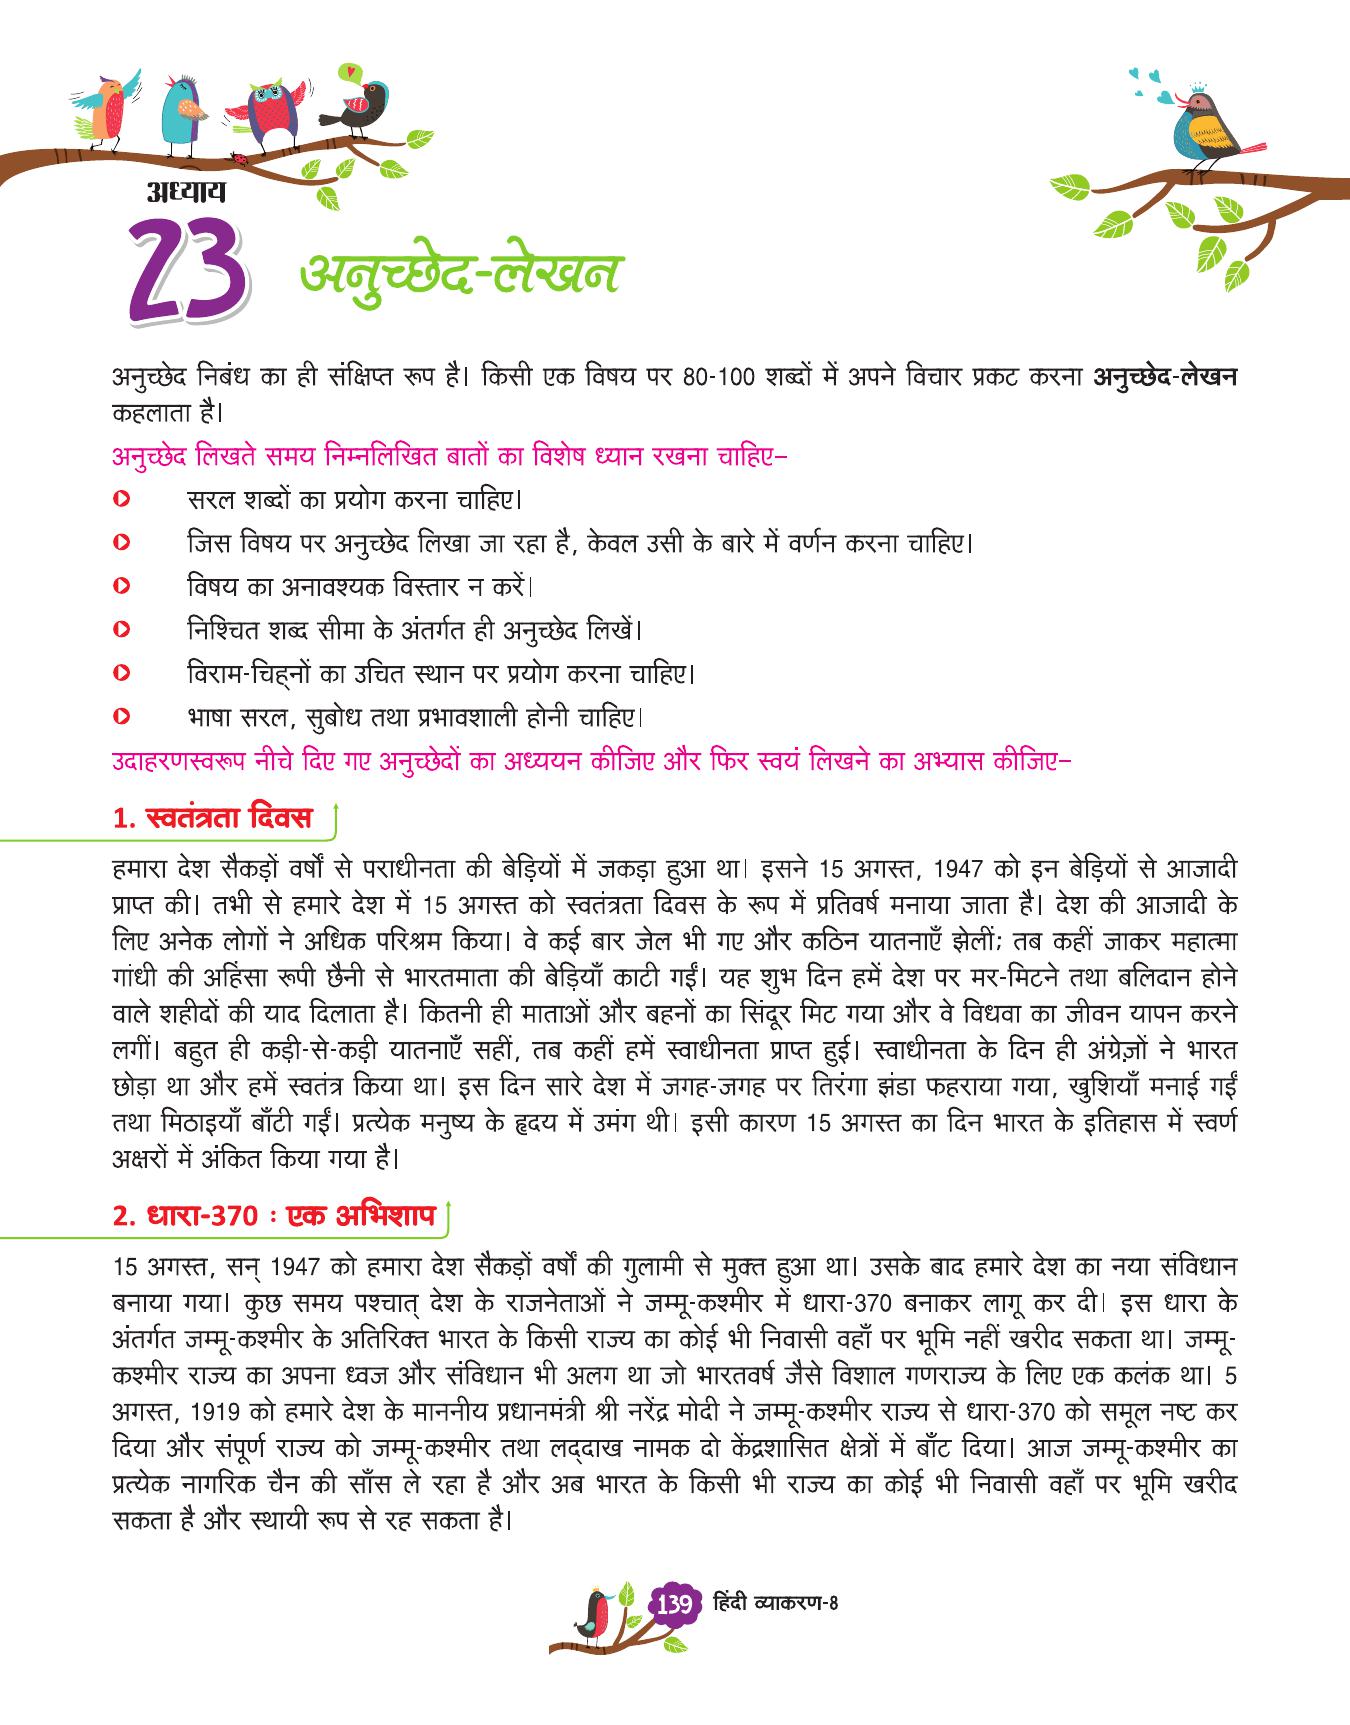 अध्याय
23
अनुच्छेद-लेखन
अनुच्छेद निबंध का ही संक्षिप्त रूप है। किसी एक विषय पर 80-100 शब्दों में अपने विचार प्रकट करना अनुच्छेद-लेखन
कहलाता है।
अनुच्छेद लिखते समय निम्नलिखित बातों का विशेष ध्यान रखना चाहिए–
सरल शब्दों का प्रयोग करना चाहिए।
जिस विषय पर अनुच्छेद लिखा जा रहा है, केवल उसी के बारे में वर्णन करना चाहिए।
विषय का अनावश्यक विस्तार न करें।
निश्चित शब्द सीमा के अंतर्गत ही अनुच्छेद लिखें।
विराम-चिह्नों का उचित स्थान पर प्रयोग करना चाहिए।
भाषा सरल, सुबोध तथा प्रभावशाली होनी चाहिए।
उदाहरणस्वरूप नीचे दिए गए अनुच्छेदों का अध्ययन कीजिए और फिर स्वयं लिखने का अभ्यास कीजिए–
1. स्वतंत्रता दिवस
हमारा देश सैकड़ों वर्षों से पराधीनता की बेड़ियों में जकड़ा हुआ था। इसने 15 अगस्त, 1947 को इन बेड़ियों से आजादी
प्राप्त की। तभी से हमारे देश में 15 अगस्त को स्वतंत्रता दिवस के रूप में प्रतिवर्ष मनाया जाता है। देश की आजादी के
लिए अनेक लोगों ने अधिक परिश्रम किया। वे कई बार जेल भी गए और कठिन यातनाएँ झेलीं; तब कहीं जाकर महात्मा
गांधी की अहिंसा रूपी छैनी से भारतमाता की बेड़ियाँ काटी गईं। यह शुभ दिन हमें देश पर मर-मिटने तथा बलिदान होने
वाले शहीदों की याद दिलाता है। कितनी ही माताओं और बहनों का सिंदूर मिट गया और वे विधवा का जीवन यापन करने
लगीं। बहुत ही कड़ी-से-कड़ी यातनाएँ सहीं, तब कहीं हमें स्वाधीनता प्राप्त हुई। स्वाधीनता के दिन ही अंग्रेज़ों ने भारत
छोड़ा था और हमें स्वतंत्र किया था। इस दिन सारे देश में जगह-जगह पर तिरंगा झंडा फहराया गया, खुशियाँ मनाई गईं
तथा मिठाइयाँ बाँटी गईं। प्रत्येक मनुष्य के हृदय में उमंग थी। इसी कारण 15 अगस्त का दिन भारत के इतिहास में स्वर्ण
अक्षरों में अंकित किया गया है।
2. धारा-370 : एक अभिशाप
15 अगस्त, सन् 1947 को हमारा देश सैकड़ों वर्षों की गुलामी से मुक्त हुआ था। उसके बाद हमारे देश का नया संविधान
बनाया गया। कुछ समय पश्चात् देश के राजनेताओं ने जम्मू-कश्मीर में धारा-370 बनाकर लागू कर दी। इस धारा के
अंतर्गत जम्मू-कश्मीर के अतिरिक्त भारत के किसी राज्य का कोई भी निवासी वहाँ पर भूमि नहीं खरीद सकता था। जम्मू-
कश्मीर राज्य का अपना ध्वज और संविधान भी अलग था जो भारतवर्ष जैसे विशाल गणराज्य के लिए एक कलंक था। 5
अगस्त, 1919 को हमारे देश के माननीय प्रधानमंत्री श्री नरेंद्र मोदी ने जम्मू-कश्मीर राज्य से धारा-370 को समूल नष्ट कर
दिया और संपूर्ण राज्य को जम्मू-कश्मीर तथा लद्दाख नामक दो केंद्रशासित क्षेत्रों में बाँट दिया। आज जम्मू-कश्मीर का
प्रत्येक नागरिक चैन की साँस ले रहा है और अब भारत के किसी भी राज्य का कोई भी निवासी वहाँ पर भूमि खरीद
सकता है और स्थायी रूप से रह सकता है।
139 हिंदी व्याकरण-8